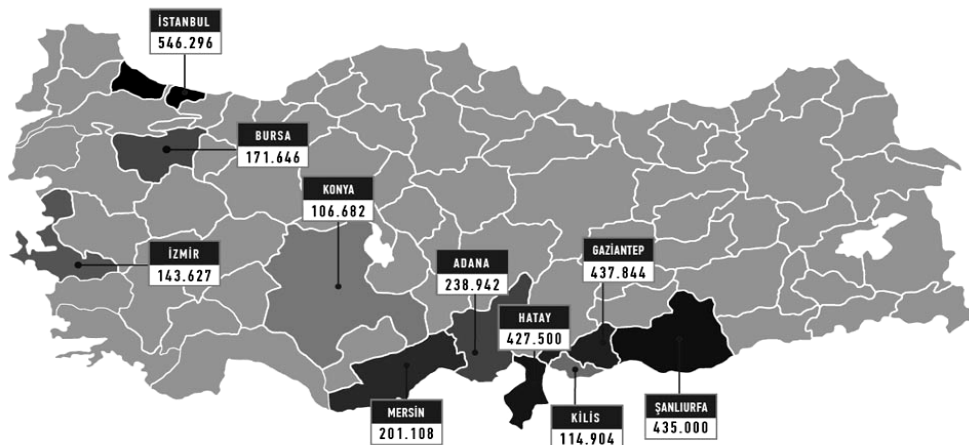 İSTANBUL
546.296
BURSA
171.646
KONYA
106.682
İZMİR
143.627
ADANA
238.942
GAZİANTEP
437.844
HATAY
427.500
MERSİN
201.108
KİLİS
114.904
ŞANLIURFA
435.000